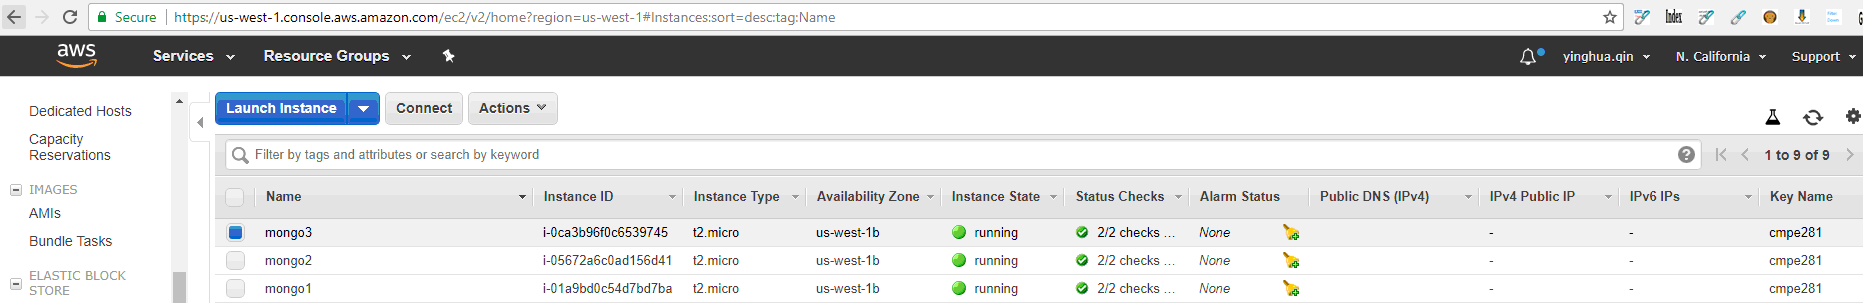 Secure https://us-west-1.console.aws.amazon.com/ec2/v2/home?region=us-west-1#Instances:sort=desc:tag:Name Index
aws Services Resource Groups yinghua.qin N. California Support
Dedicated Hosts
Capacity
Reservations
IMAGES
AMIs
Bundle Tasks
ELASTIC BLOCK
STORE
Launch Instance Connect Actions
Filter by tags and attributes or search by keyword 1 to 9 of 9
Name Instance ID Instance Type Availability Zone Instance State Status Checks Alarm Status Public DNS (IPv4) IPv4 Public IP IPv6 IPs Key Name
mongo3 i-0ca3b96f0c6539745 t2.micro us-west-1b running 2/2 checks ... None - - cmpe281
mongo2 i-05672a6c0ad156d41 t2.micro us-west-1b running 2/2 checks ... None - - cmpe281
mongo1 i-01a9bd0c54d7bd7ba t2.micro us-west-1b running 2/2 checks ... None - - cmpe281